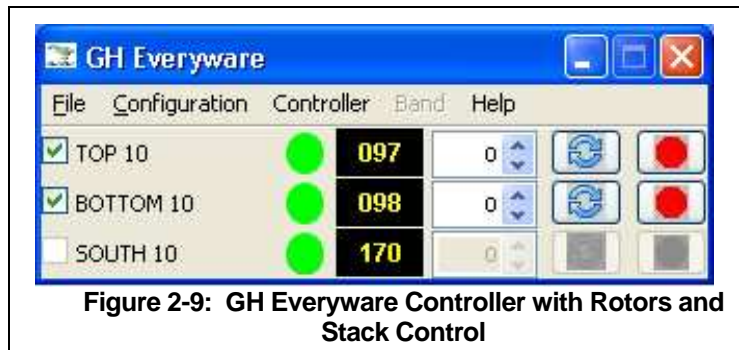 GH Everyware
File Configuration Controller Band Help
TOP 10 097 0
BOTTOM 10 098 0
SOUTH 10 170 0
Figure 2-9: GH Everyware Controller with Rotors and
Stack Control